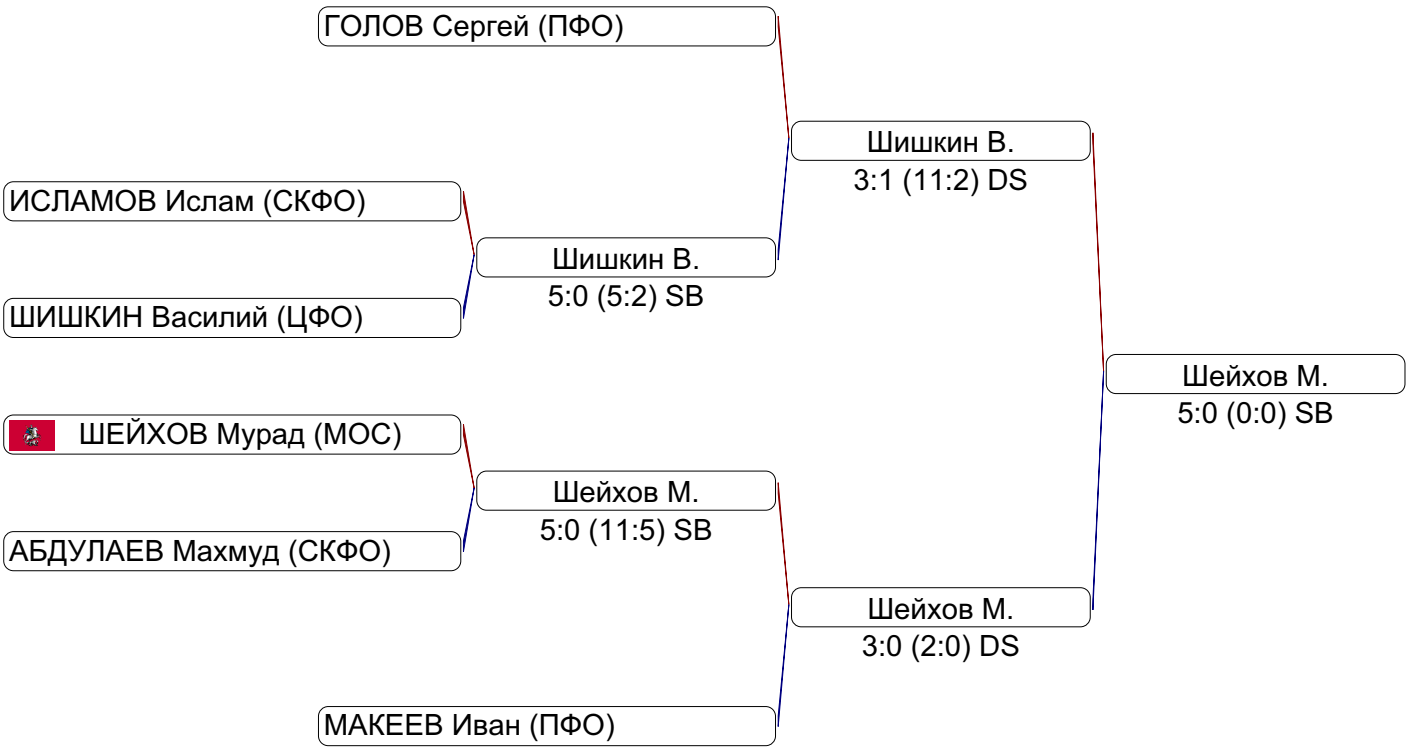 ГОЛОВ Сергей (ПФО)
Шишкин В.
3:1 (11:2) DS
ИСЛАМОВ Ислам (СКФО)
Шишкин В.
5:0 (5:2) SB
ШИШКИН Василий (ЦФО)
Шейхов М.
5:0 (0:0) SB
ШЕЙХОВ Мурад (МОС)
Шейхов М.
5:0 (11:5) SB
АБДУЛАЕВ Махмуд (СКФО)
Шейхов М.
3:0 (2:0) DS
МАКЕЕВ Иван (ПФО)